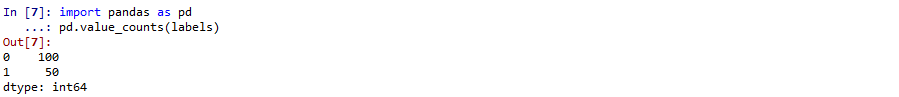 In [7]: import pandas as pd
   ...: pd.value_counts(labels)
Out[7]:
0    100
1     50
dtype: int64